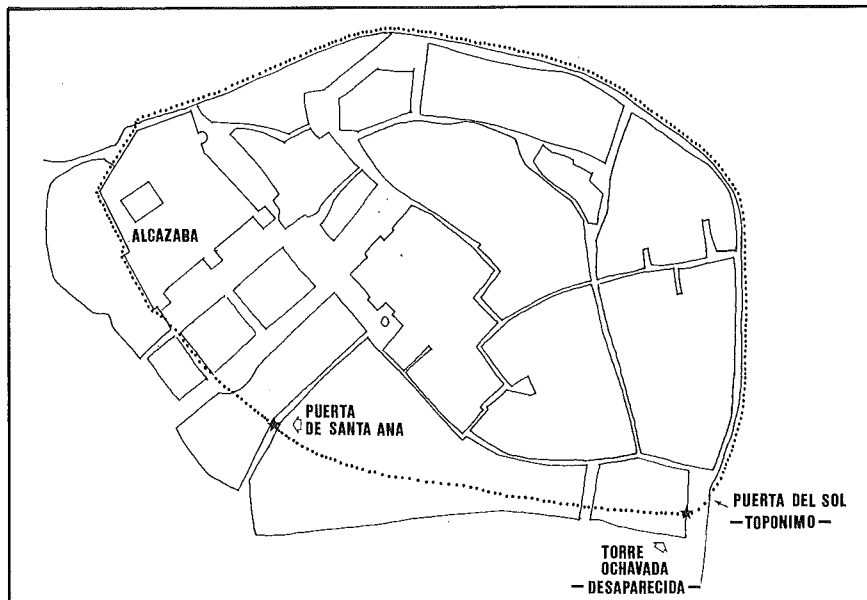 ALCAZABA
PUERTA
DE SANTA ANA
PUERTA DEL SOL
—TOPONIMO—
TORRE
OCHAVADA
—DESAPARECIDA—